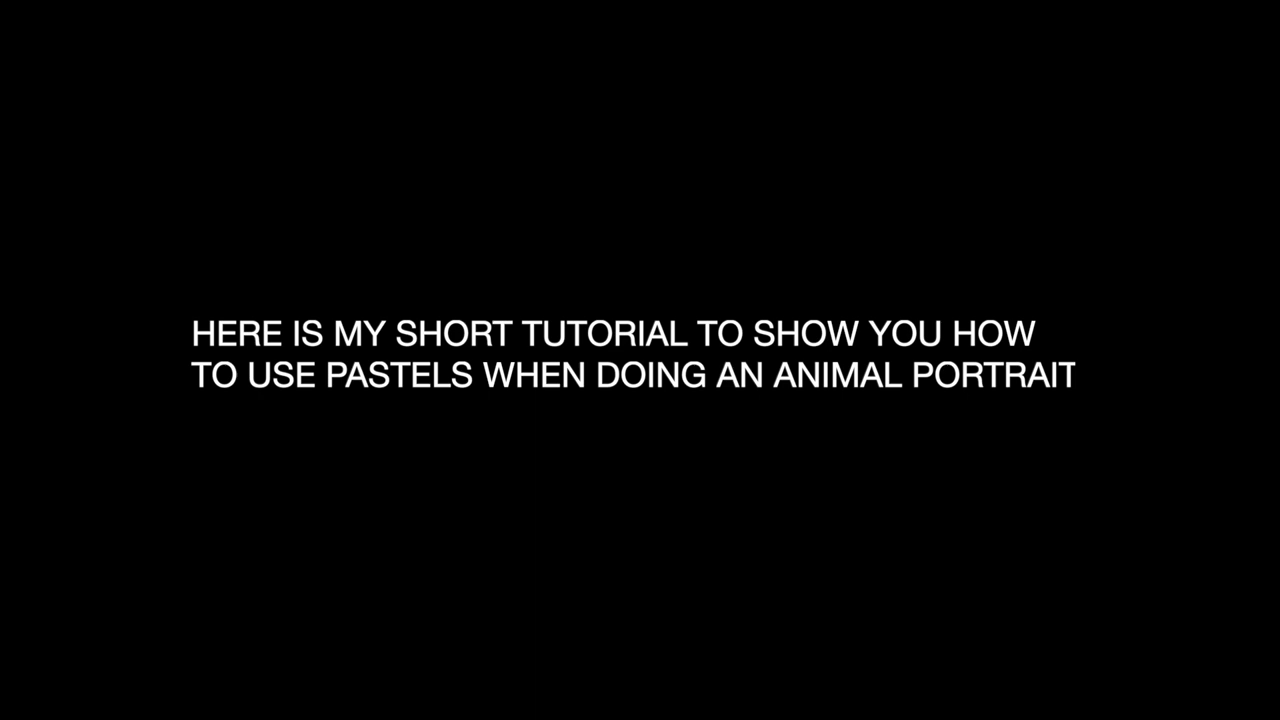 HERE IS MY SHORT TUTORIAL TO SHOW YOU HOW
TO USE PASTELS WHEN DOING AN ANIMAL PORTRAIT